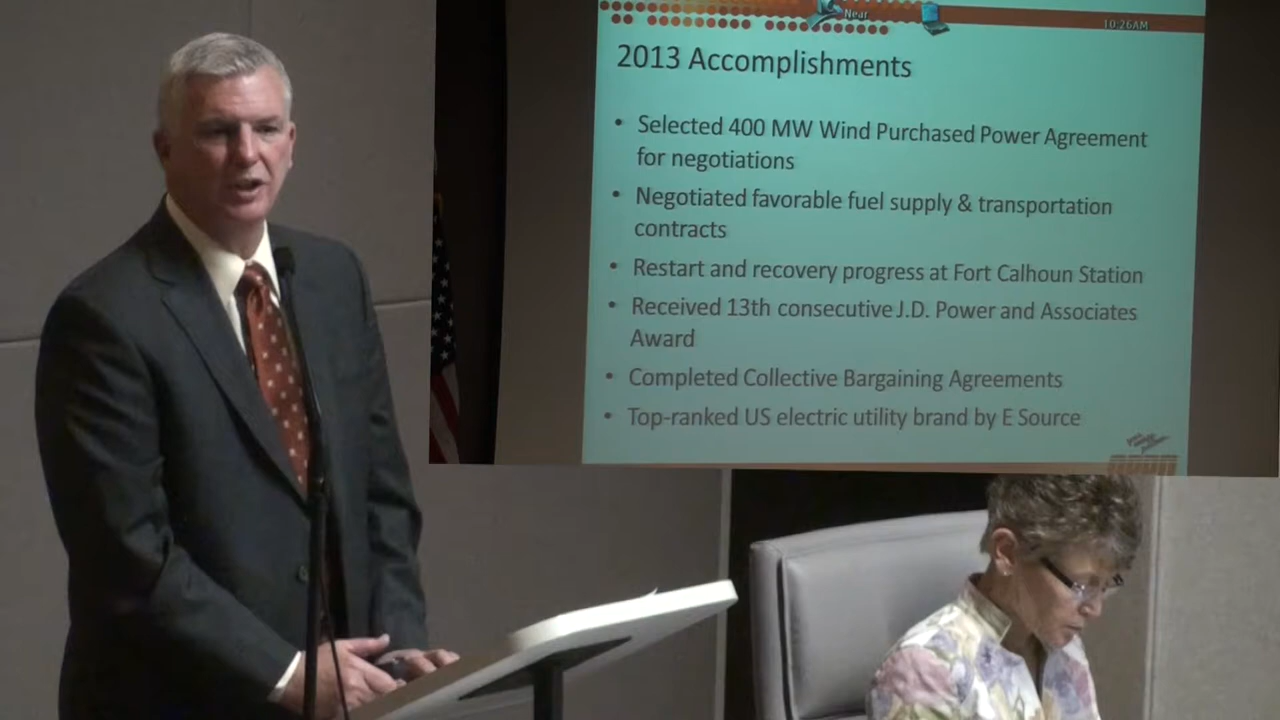 Near
10:26AM
2013 Accomplishments
• Selected 400 MW Wind Purchased Power Agreement
for negotiations
• Negotiated favorable fuel supply & transportation
contracts
• Restart and recovery progress at Fort Calhoun Station
• Received 13th consecutive J.D. Power and Associates
Award
• Completed Collective Bargaining Agreements
• Top-ranked US electric utility brand by E Source